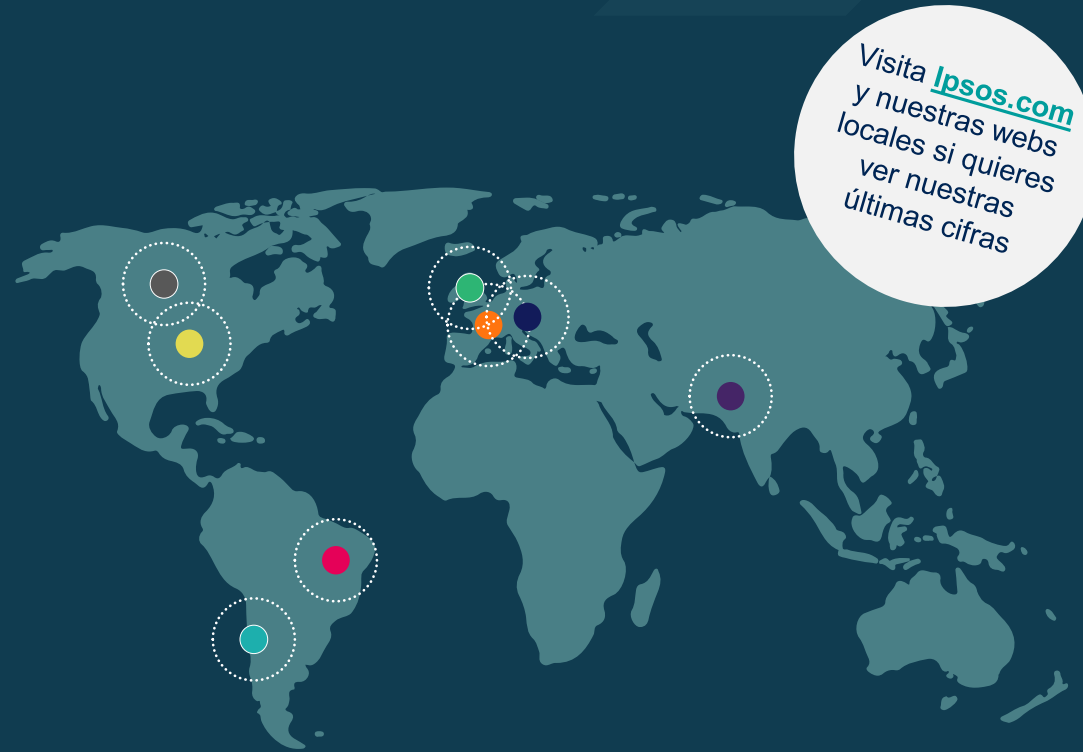 Visita Ipsos.com
y nuestras webs
locales si quieres
ver nuestras
últimas cifras